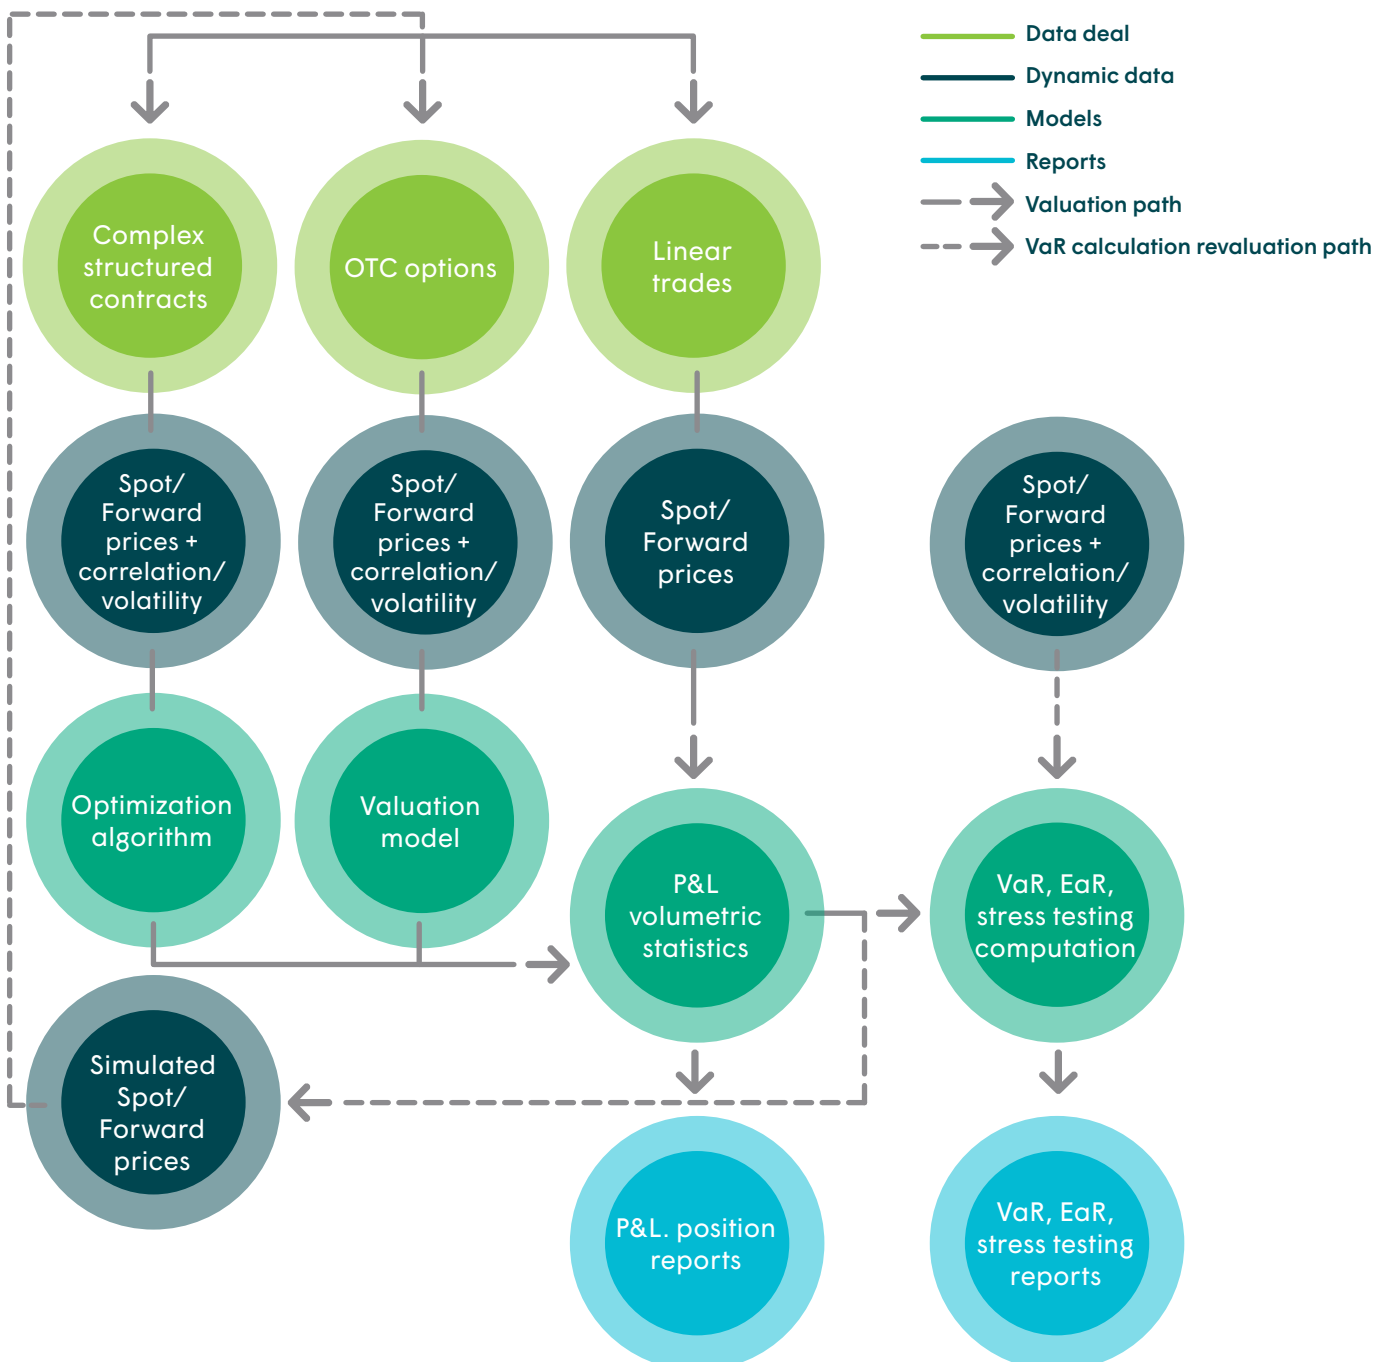 Data deal
Dynamic data
Models
Reports
Valuation path
VaR calculation revaluation path
Complex
structured
contracts
OTC options
Linear
trades
Spot/
Forward
prices +
correlation/
volatility
Spot/
Forward
prices +
correlation/
volatility
Spot/
Forward
prices
Spot/
Forward
prices +
correlation/
volatility
Optimization
algorithm
Valuation
model
P&L
volumetric
statistics
VaR, EaR,
stress testing
computation
Simulated
Spot/
Forward
prices
P&L. position
reports
VaR, EaR,
stress testing
reports